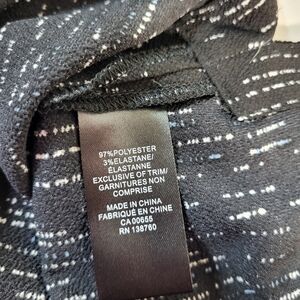 97%POLYESTER
3%ELASTANE/
ÉLASTANNE
EXCLUSIVE OF TRIM/
GARNITURES NON
COMPRISE
MADE IN CHINA
FABRIQUÉ EN CHINE
CA 00655
RN 138760